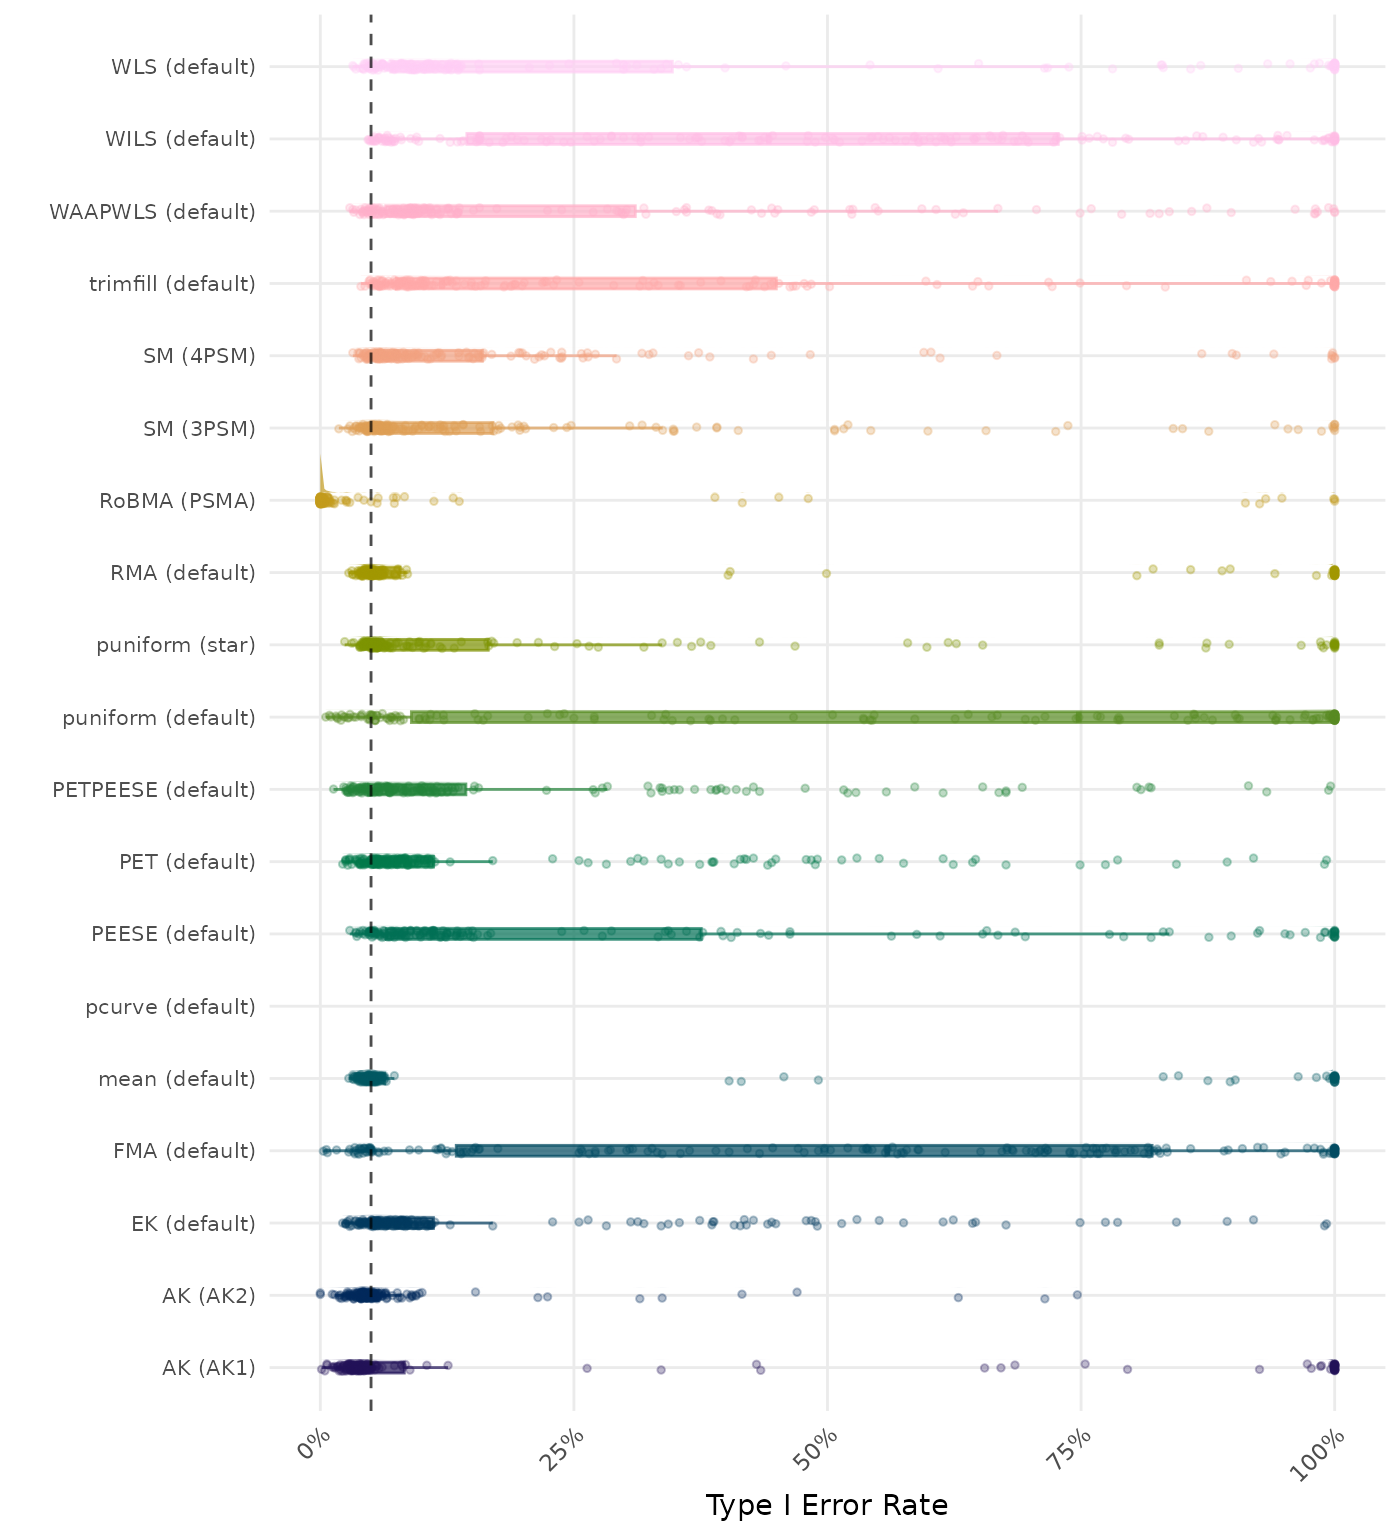 WLS (default)
WILS (default)
WAAPWLS (default)
trimfill (default)
SM (4PSM)
SM (3PSM)
RoBMA (PSMA)
RMA (default)
puniform (star)
puniform (default)
PETPEESE (default)
PET (default)
PEESE (default)
pcurve (default)
mean (default)
FMA (default)
EK (default)
AK (AK2)
AK (AK1)
0%
25%
50%
75%
100%
Type I Error Rate